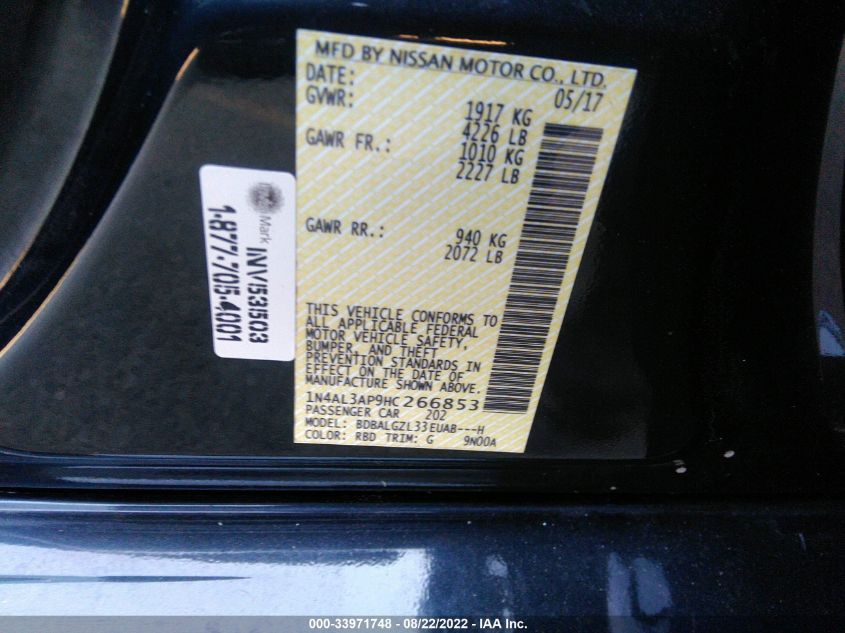 MFD BY NISSAN MOTOR CO., LTD.
DATE: 05/17
GVWR: 1917 KG
4226 LB
GAWR FR.: 1010 KG
2227 LB
GAWR RR.: 940 KG
2072 LB
THIS VEHICLE CONFORMS TO
ALL APPLICABLE FEDERAL
MOTOR VEHICLE SAFETY,
BUMPER, AND THEFT
PREVENTION STANDARDS IN
EFFECT ON THE DATE OF
MANUFACTURE SHOWN ABOVE.
1N4AL3AP9HC266853
PASSENGER CAR 202
MODEL: BDBALGZL33EUAB---H
COLOR: RBD TRIM: G 9N00A
Mark
INV53503
1-877-705-4001
000-33971748 - 08/22/2022 - IAA Inc.